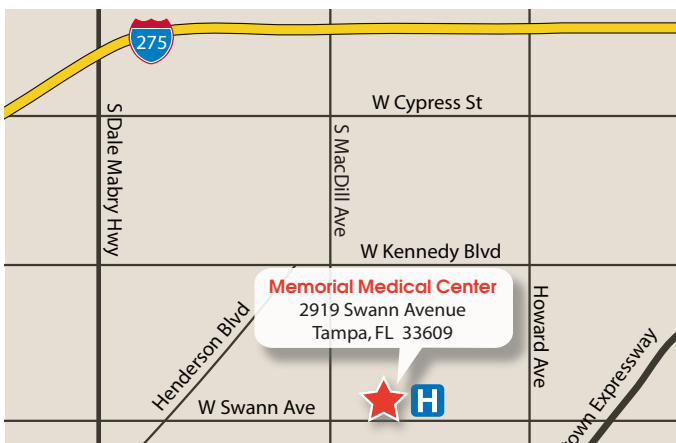 275
W Cypress St
S Dale Mabry Hwy
S MacDill Ave
W Kennedy Blvd
Memorial Medical Center
2919 Swann Avenue
Tampa, FL 33609
Henderson Blvd
Howard Ave
W Swann Ave
H
Expressway